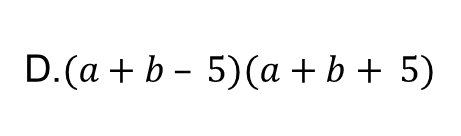 D.(a + b – 5)(a + b + 5)